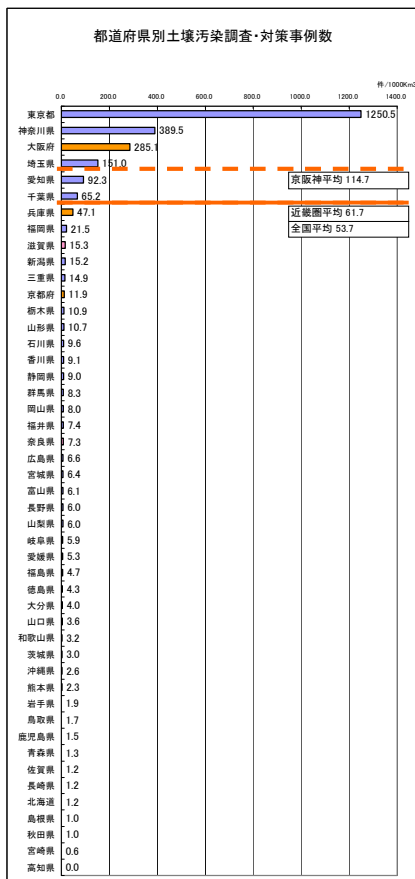 都道府県別土壌汚染調査・対策事例数
件/1000Km2
0.0 200.0 400.0 600.0 800.0 1000.0 1200.0 1400.0
東京都 1250.5
神奈川県 389.5
大阪府 285.1
埼玉県 151.0
愛知県 92.3
京阪神平均 114.7
千葉県 65.2
兵庫県 47.1
近畿圏平均 61.7
福岡県 21.5
全国平均 53.7
滋賀県 15.3
新潟県 15.2
三重県 14.9
京都府 11.9
栃木県 10.9
山形県 10.7
石川県 9.6
香川県 9.1
静岡県 9.0
群馬県 8.3
岡山県 8.0
福井県 7.4
奈良県 7.3
広島県 6.6
宮城県 6.4
富山県 6.1
長野県 6.0
山梨県 6.0
岐阜県 5.9
愛媛県 5.3
福島県 4.7
徳島県 4.3
大分県 4.0
山口県 3.6
和歌山県 3.2
茨城県 3.0
沖縄県 2.6
熊本県 2.3
岩手県 1.9
鳥取県 1.7
鹿児島県 1.5
青森県 1.3
佐賀県 1.2
長崎県 1.2
北海道 1.2
島根県 1.0
秋田県 1.0
宮崎県 0.6
高知県 0.0